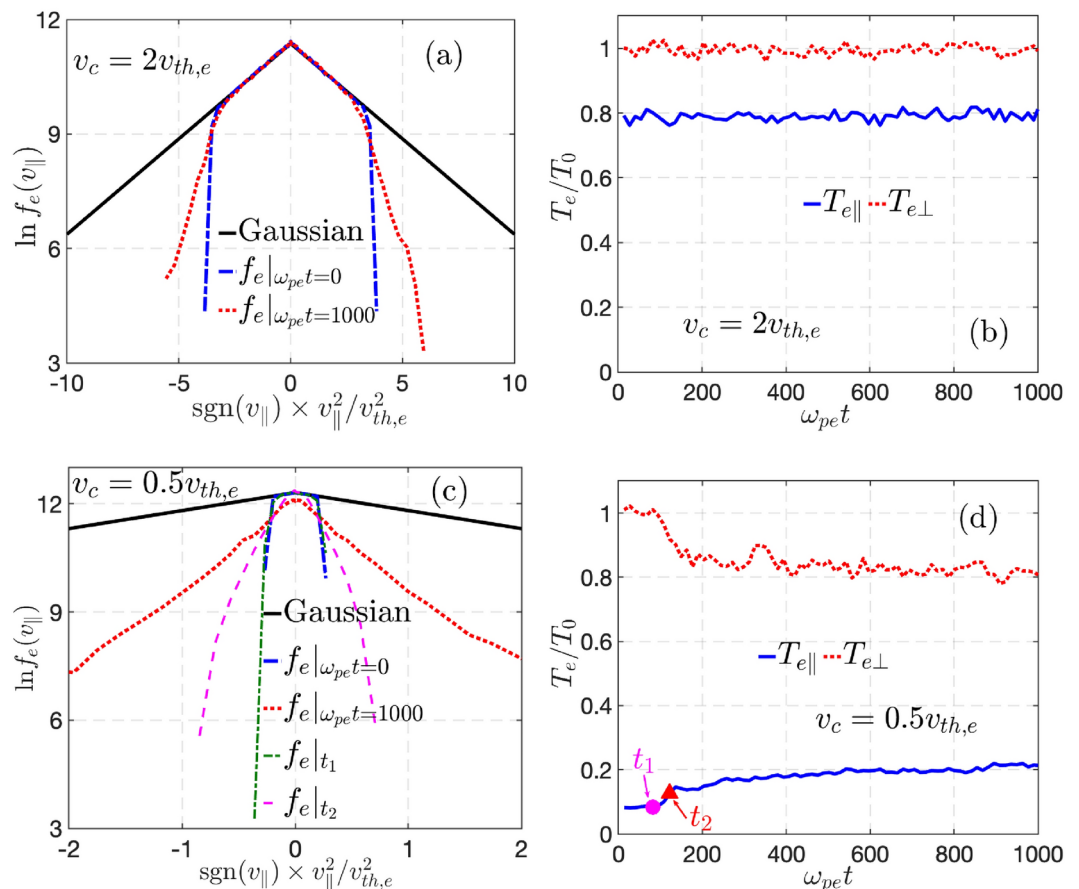 12
9
6
3
ln f_e(v_∥)
v_c = 2v_{th,e}
(a)
Gaussian
f_e|_{ω_{pe}t=0}
f_e|_{ω_{pe}t=1000}
-10 -5 0 5 10
sgn(v_∥) × v_∥^2/v_{th,e}^2
1
0.8
0.6
0.4
0.2
0
T_e/T_0
T_{e∥} T_{e⊥}
v_c = 2v_{th,e}
(b)
0 200 400 600 800 1000
ω_{pe}t
12
9
6
3
ln f_e(v_∥)
v_c = 0.5v_{th,e}
(c)
Gaussian
f_e|_{ω_{pe}t=0}
f_e|_{ω_{pe}t=1000}
f_e|_{t_1}
f_e|_{t_2}
-2 -1 0 1 2
sgn(v_∥) × v_∥^2/v_{th,e}^2
1
0.8
0.6
0.4
0.2
0
T_e/T_0
(d)
T_{e∥} T_{e⊥}
v_c = 0.5v_{th,e}
t_1
t_2
0 200 400 600 800 1000
ω_{pe}t